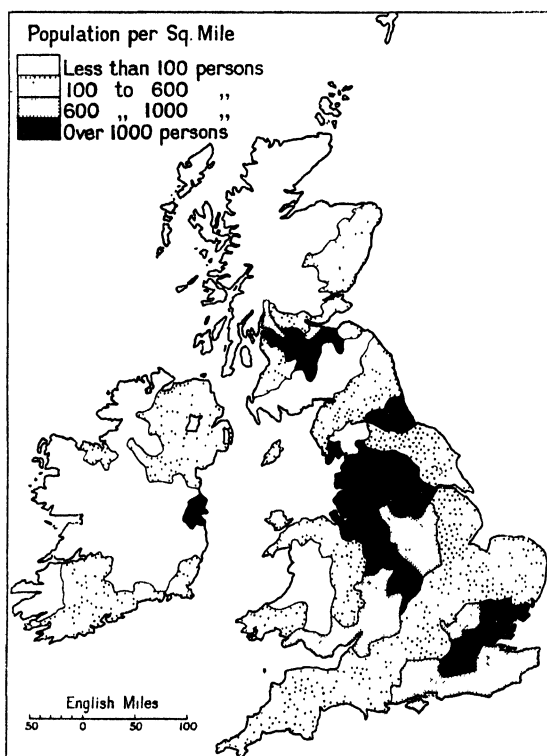 Population per Sq. Mile
Less than 100 persons
100 to 600 „
600 „ 1000 „
Over 1000 persons
English Miles
50 0 50 100